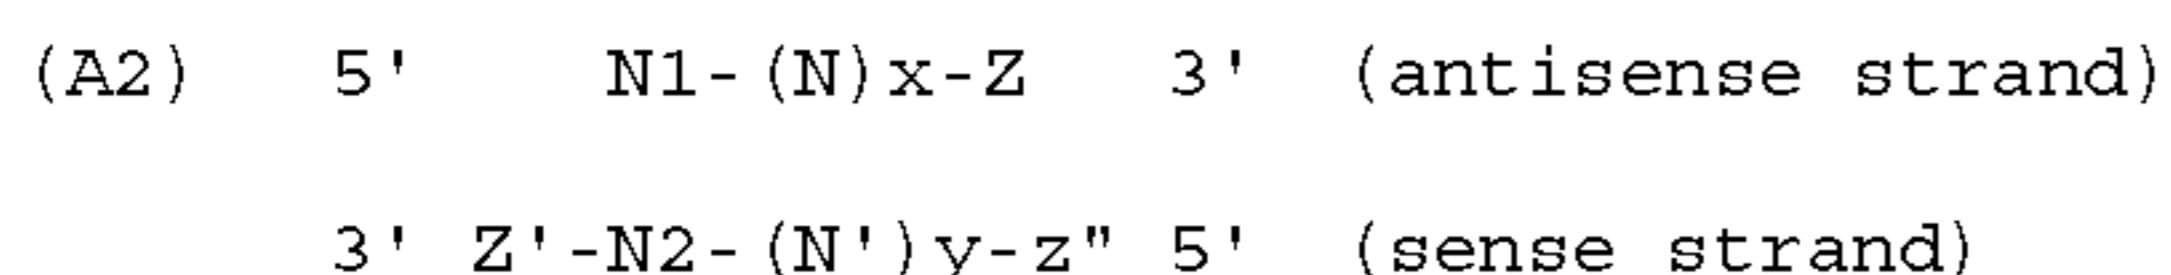 (A2) 5' N1-(N)x-Z 3' (antisense strand)
3' Z'-N2-(N')y-z" 5' (sense strand)